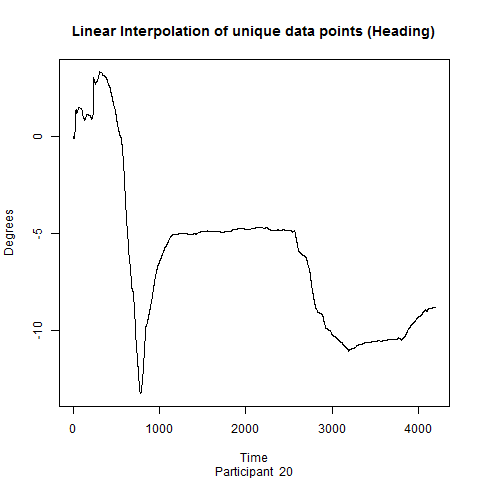 Linear Interpolation of unique data points (Heading)
0
-5
-10
Degrees
0 1000 2000 3000 4000
Time
Participant 20